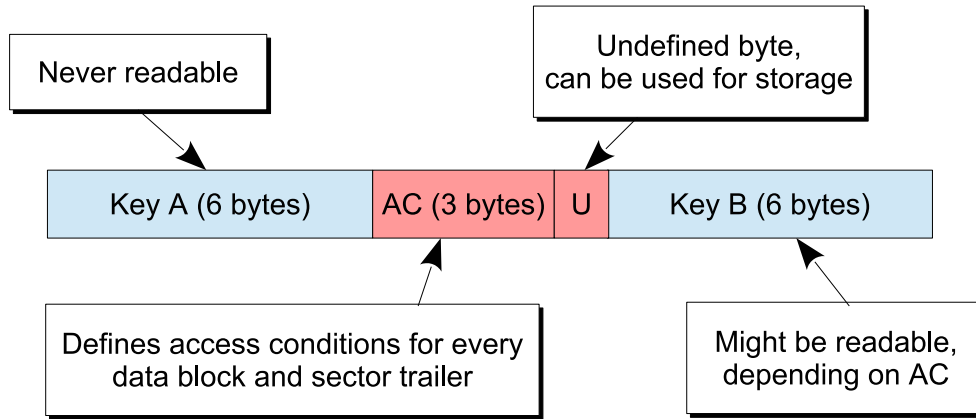 Never readable
Undefined byte,
can be used for storage
Key A (6 bytes)
AC (3 bytes)
U
Key B (6 bytes)
Defines access conditions for every
data block and sector trailer
Might be readable,
depending on AC